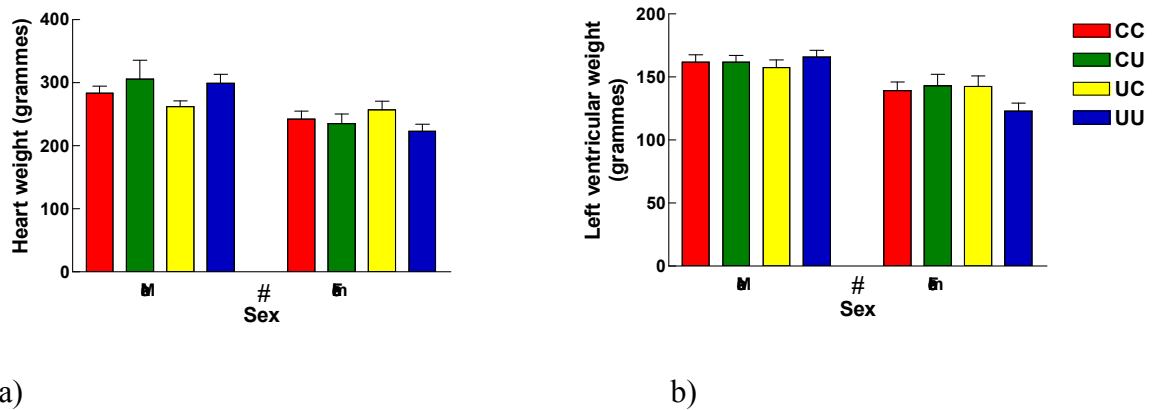 Heart weight (grammes)
400
300
200
100
0
#
Sex
a)
Left ventricular weight
(grammes)
200
150
100
50
0
#
Sex
b)
CC
CU
UC
UU